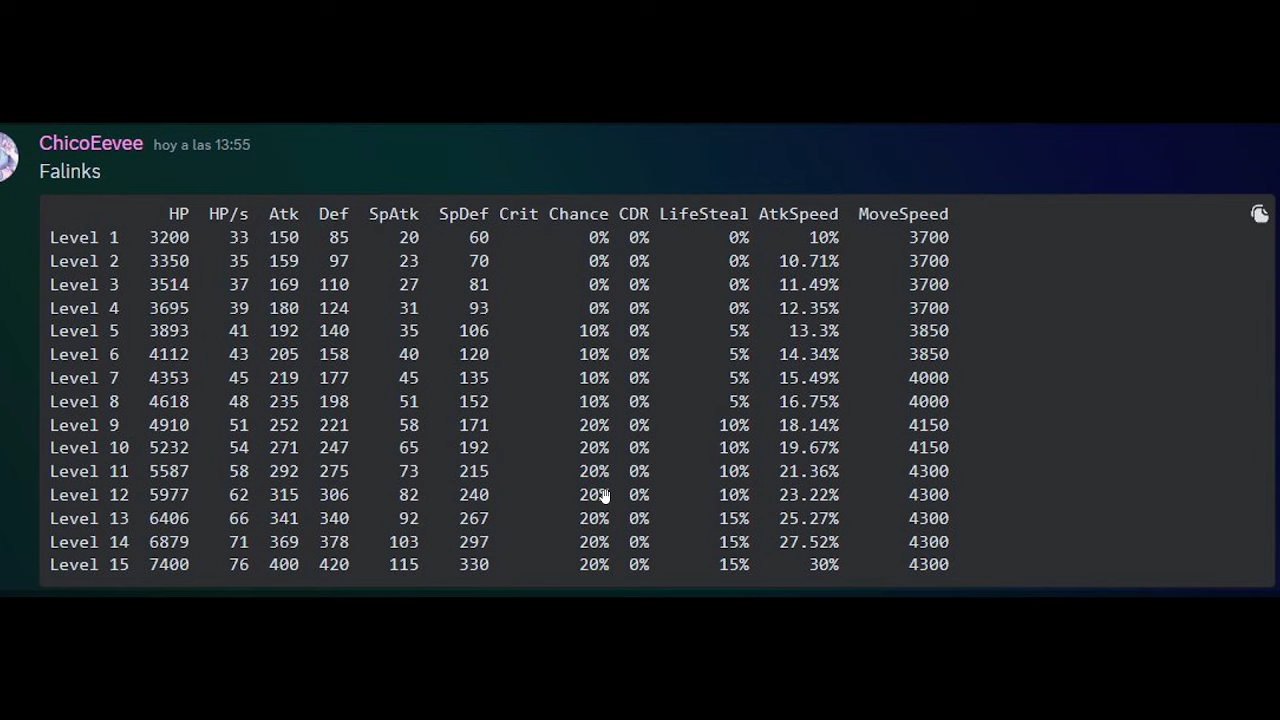 ChicoEevee hoy a las 13:55
Falinks
HP HP/s Atk Def SpAtk SpDef Crit Chance CDR LifeSteal AtkSpeed MoveSpeed
Level 1 3200 33 150 85 20 60 0% 0% 0% 10% 3700
Level 2 3350 35 159 97 23 70 0% 0% 0% 10.71% 3700
Level 3 3514 37 169 110 27 81 0% 0% 0% 11.49% 3700
Level 4 3695 39 180 124 31 93 0% 0% 0% 12.35% 3700
Level 5 3893 41 192 140 35 106 10% 0% 5% 13.3% 3850
Level 6 4112 43 205 158 40 120 10% 0% 5% 14.34% 3850
Level 7 4353 45 219 177 45 135 10% 0% 5% 15.49% 4000
Level 8 4618 48 235 198 51 152 10% 0% 5% 16.75% 4000
Level 9 4910 51 252 221 58 171 20% 0% 10% 18.14% 4150
Level 10 5232 54 271 247 65 192 20% 0% 10% 19.67% 4150
Level 11 5587 58 292 275 73 215 20% 0% 10% 21.36% 4300
Level 12 5977 62 315 306 82 240 20% 0% 10% 23.22% 4300
Level 13 6406 66 341 340 92 267 20% 0% 15% 25.27% 4300
Level 14 6879 71 369 378 103 297 20% 0% 15% 27.52% 4300
Level 15 7400 76 400 420 115 330 20% 0% 15% 30% 4300